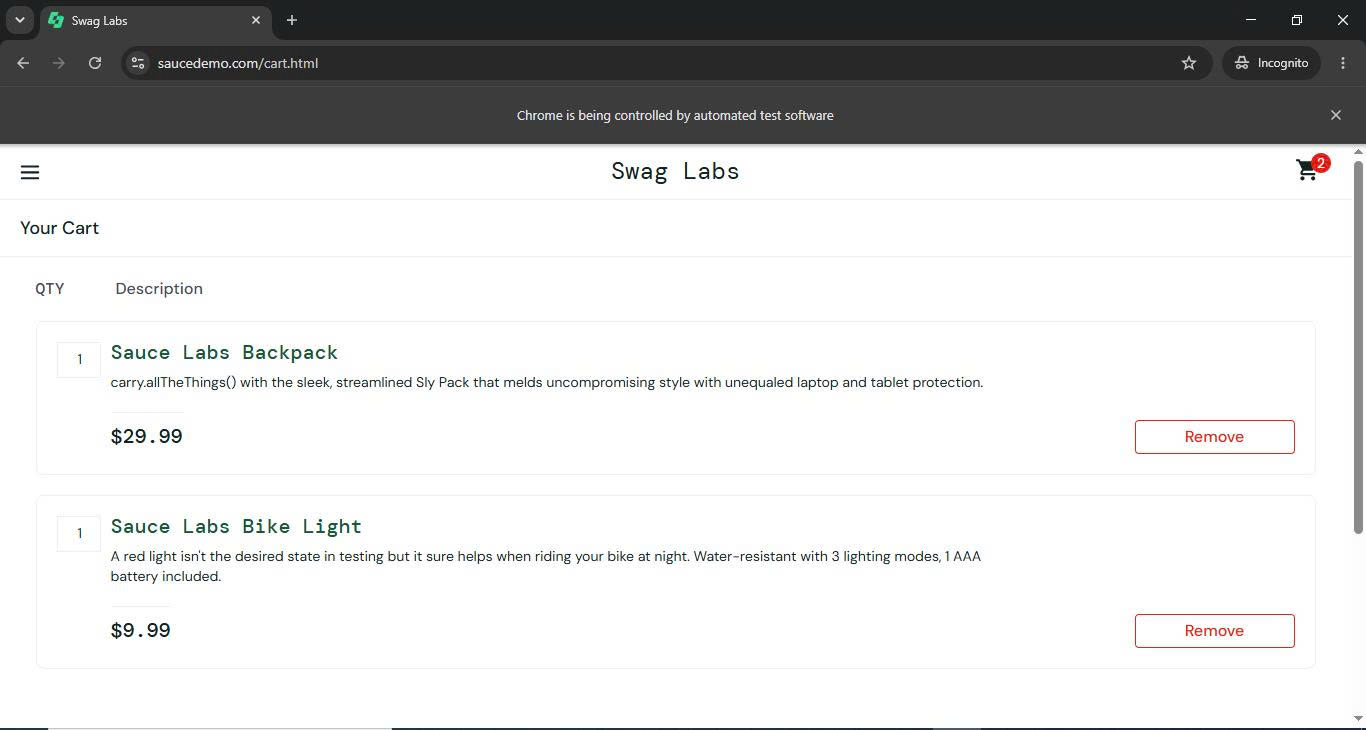 Swag Labs
saucedemo.com/cart.html
Incognito
Chrome is being controlled by automated test software
Swag Labs
2
Your Cart
QTY Description
1 Sauce Labs Backpack
carry.allTheThings() with the sleek, streamlined Sly Pack that melds uncompromising style with unequaled laptop and tablet protection.
$29.99
Remove
1 Sauce Labs Bike Light
A red light isn't the desired state in testing but it sure helps when riding your bike at night. Water-resistant with 3 lighting modes, 1 AAA
battery included.
$9.99
Remove